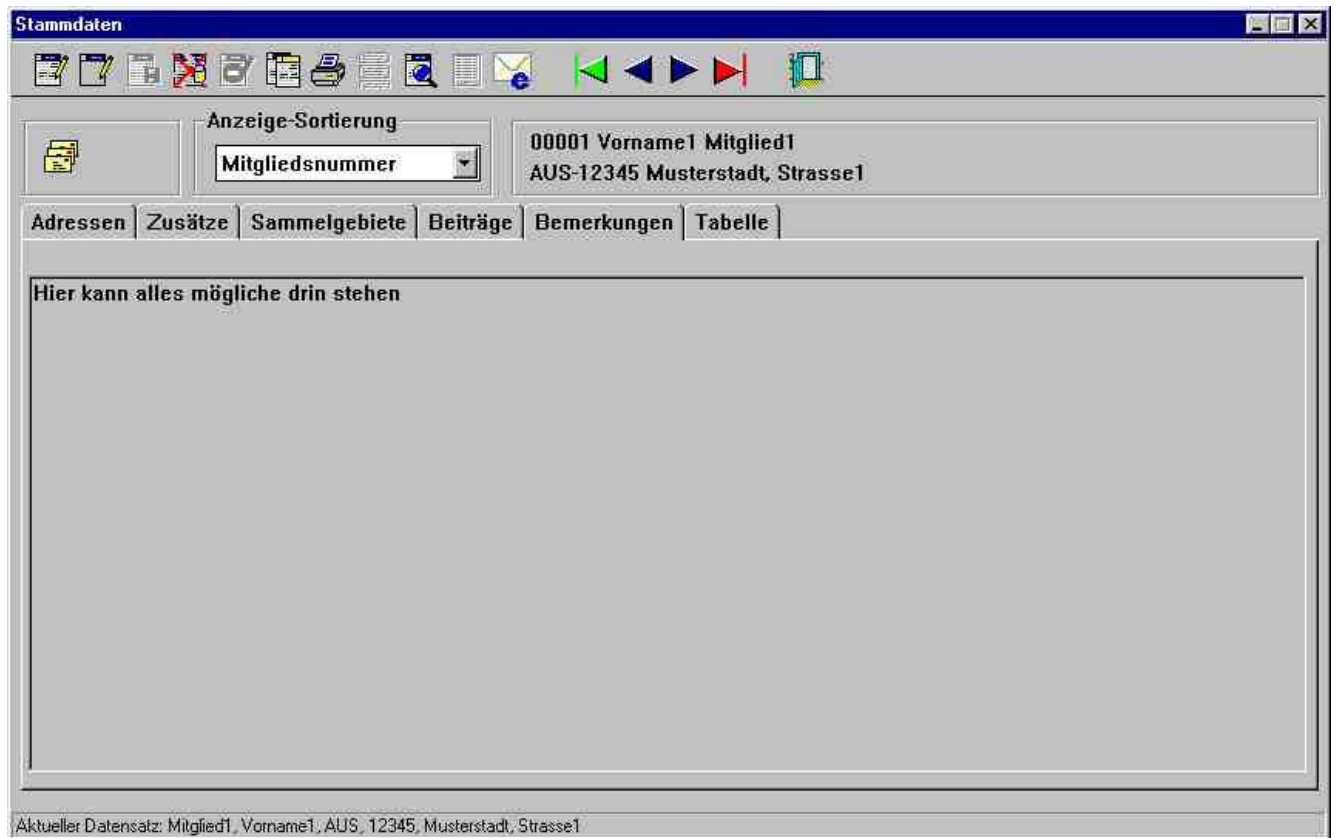 Stammdaten
Anzeige-Sortierung
Mitgliedsnummer
00001 Vorname1 Mitglied1
AUS-12345 Musterstadt, Strasse1
Adressen Zusätze Sammelgebiete Beiträge Bemerkungen Tabelle
Hier kann alles mögliche drin stehen
Aktueller Datensatz: Mitglied1, Vorname1, AUS, 12345, Musterstadt, Strasse1